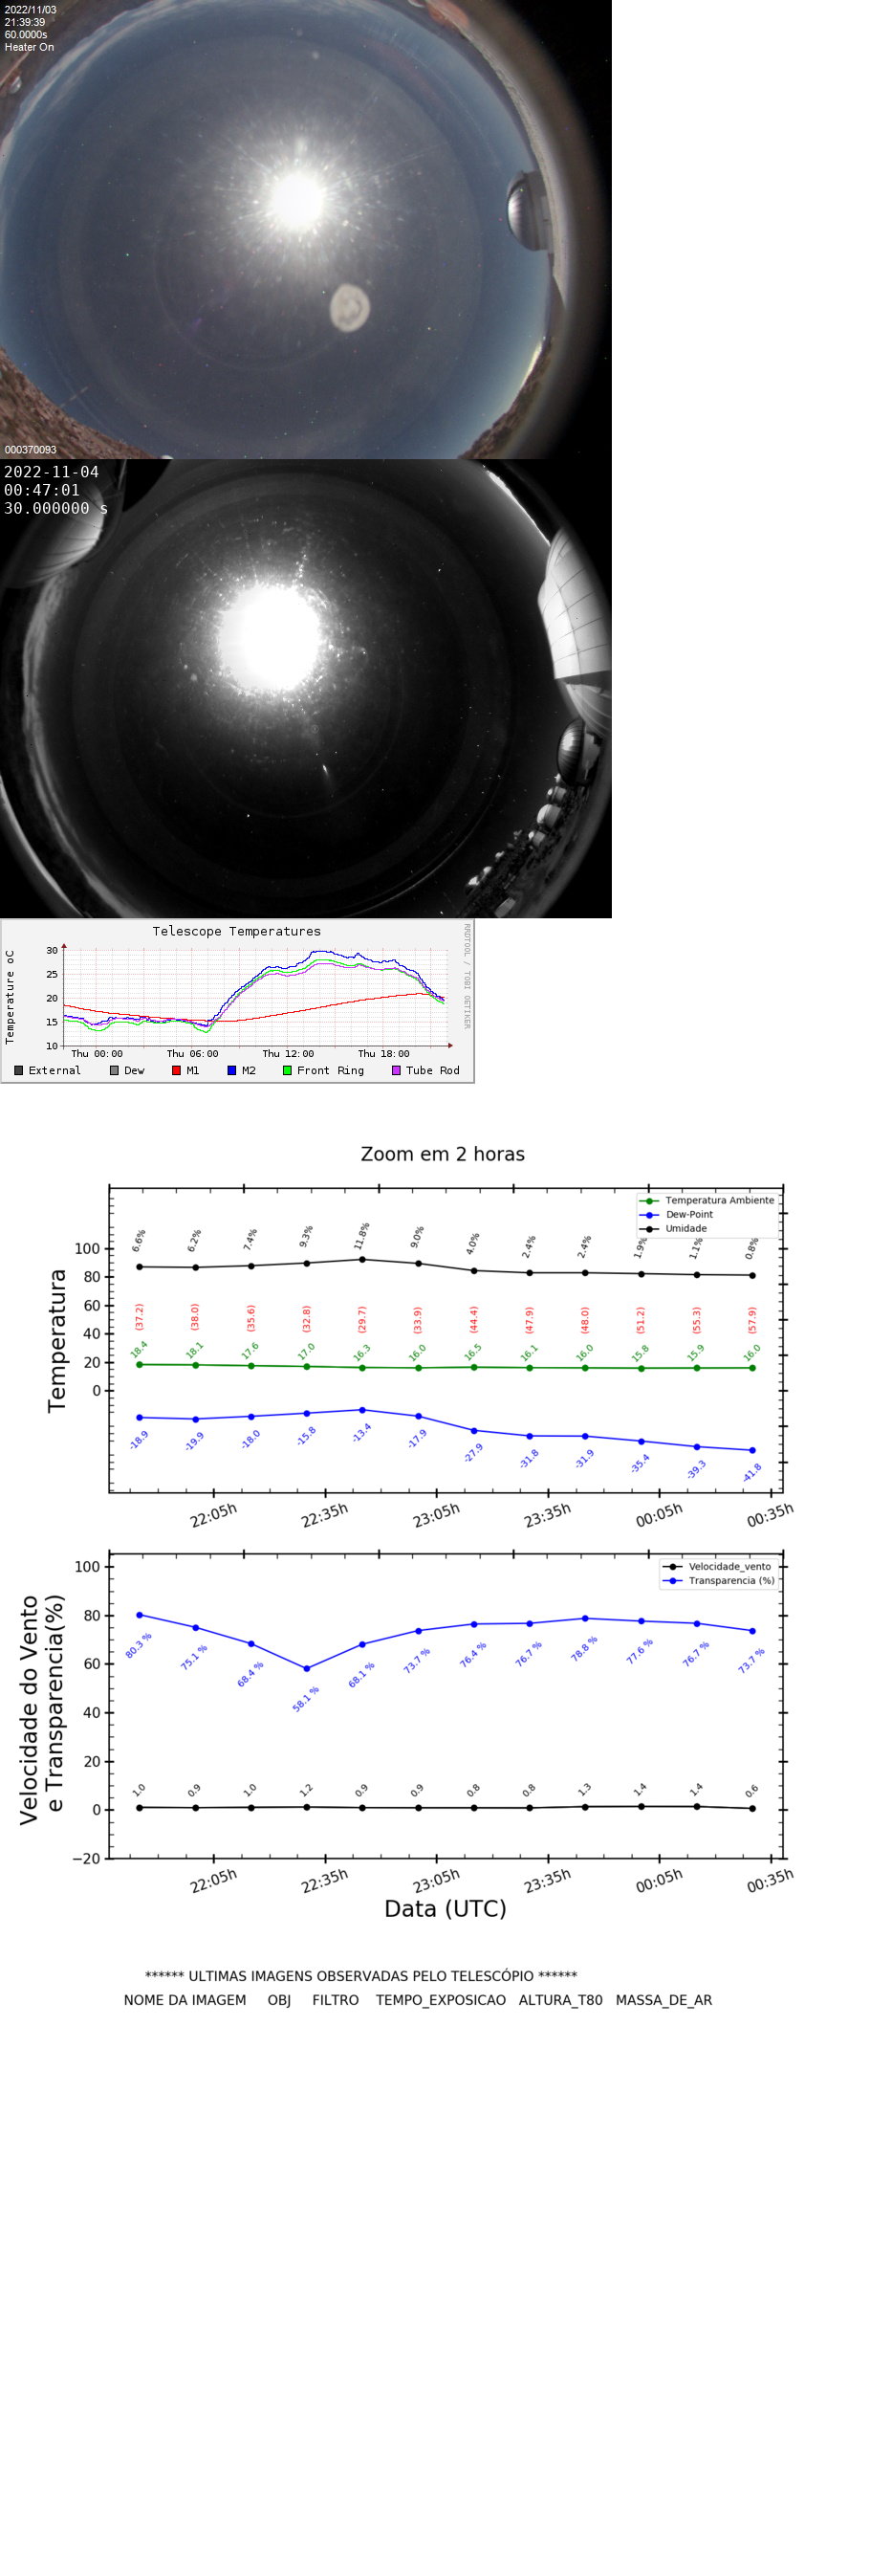 2022/11/03
21:39:39
60.0000s
Heater On
000370093
2022-11-04
00:47:01
30.000000 s
Telescope Temperatures
RRDTOOL / TOBI OETIKER
Temperature oC
30
25
20
15
10
Thu 00:00 Thu 06:00 Thu 12:00 Thu 18:00
External Dew M1 M2 Front Ring Tube Rod
Zoom em 2 horas
Temperatura Ambiente
Dew-Point
Umidade
6.6% 6.2% 7.4% 9.3% 11.8% 9.0% 4.0% 2.4% 2.4% 1.9% 1.1% 0.8%
Temperatura
100
80
60
40
20
0
(37.2) (38.0) (35.6) (32.8) (29.7) (33.9) (44.4) (47.9) (48.0) (51.2) (55.3) (57.9)
18.4 18.1 17.6 17.0 16.3 16.0 16.5 16.1 16.0 15.8 15.9 16.0
-18.9 -19.9 -18.0 -15.8 -13.4 -17.9 -27.9 -31.8 -31.9 -35.4 -39.3 -41.8
22:05h 22:35h 23:05h 23:35h 00:05h 00:35h
Velocidade_vento
Transparencia (%)
Velocidade do Vento
e Transparencia(%)
100
80
60
40
20
0
−20
80.3 % 75.1 % 68.4 % 58.1 % 68.1 % 73.7 % 76.4 % 76.7 % 78.8 % 77.6 % 76.7 % 73.7 %
1.0 0.9 1.0 1.2 0.9 0.9 0.8 0.8 1.3 1.4 1.4 0.6
22:05h 22:35h 23:05h 23:35h 00:05h 00:35h
Data (UTC)
****** ULTIMAS IMAGENS OBSERVADAS PELO TELESCÓPIO ******
NOME DA IMAGEM OBJ FILTRO TEMPO_EXPOSICAO ALTURA_T80 MASSA_DE_AR